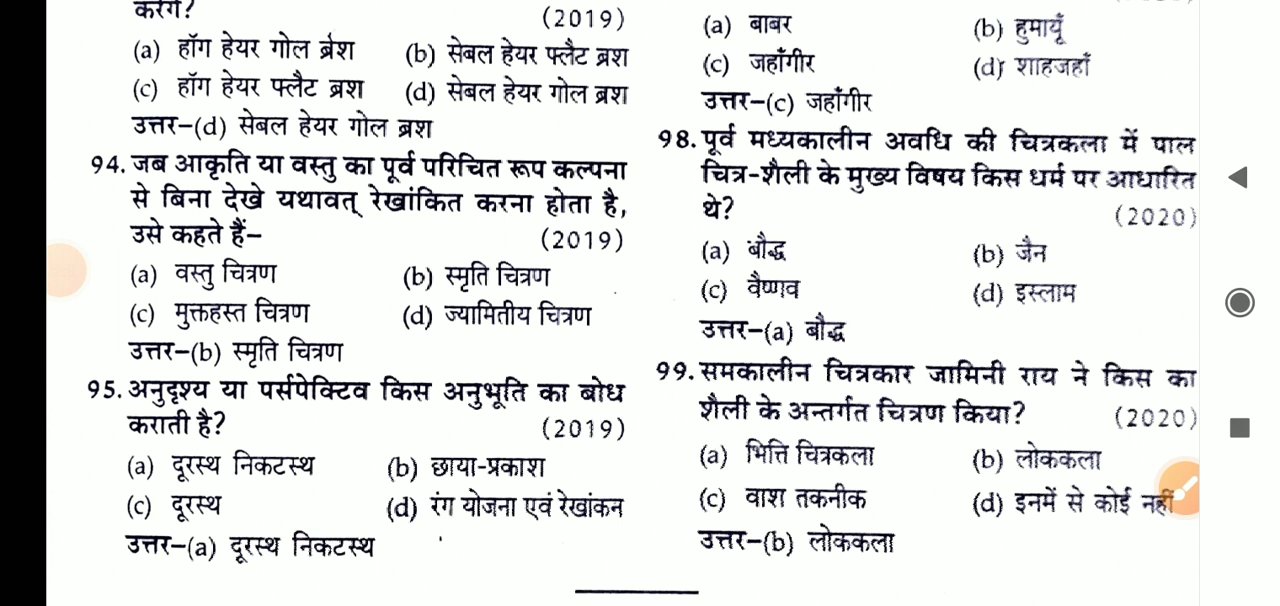 करेंगे?
(2019)
(a) हॉग हेयर गोल ब्रेश (b) सेबल हेयर फ्लैट ब्रश
(c) हॉग हेयर फ्लैट ब्रश (d) सेबल हेयर गोल ब्रश
उत्तर–(d) सेबल हेयर गोल ब्रश
94. जब आकृति या वस्तु का पूर्व परिचित रूप कल्पना
से बिना देखे यथावत् रेखांकित करना होता है,
उसे कहते हैं– (2019)
(a) वस्तु चित्रण (b) स्मृति चित्रण
(c) मुक्तहस्त चित्रण (d) ज्यामितीय चित्रण
उत्तर–(b) स्मृति चित्रण
95. अनुदृश्य या पर्सपेक्टिव किस अनुभूति का बोध
कराती है? (2019)
(a) दूरस्थ निकटस्थ (b) छाया-प्रकाश
(c) दूरस्थ (d) रंग योजना एवं रेखांकन
उत्तर–(a) दूरस्थ निकटस्थ
(a) बाबर (b) हुमायूँ
(c) जहाँगीर (d) शाहजहाँ
उत्तर–(c) जहाँगीर
98. पूर्व मध्यकालीन अवधि की चित्रकला में पाल
चित्र-शैली के मुख्य विषय किस धर्म पर आधारित
थे? (2020)
(a) बौद्ध (b) जैन
(c) वैष्णव (d) इस्लाम
उत्तर–(a) बौद्ध
99. समकालीन चित्रकार जामिनी राय ने किस का
शैली के अन्तर्गत चित्रण किया? (2020)
(a) भित्ति चित्रकला (b) लोककला
(c) वाश तकनीक (d) इनमें से कोई नहीं
उत्तर–(b) लोककला